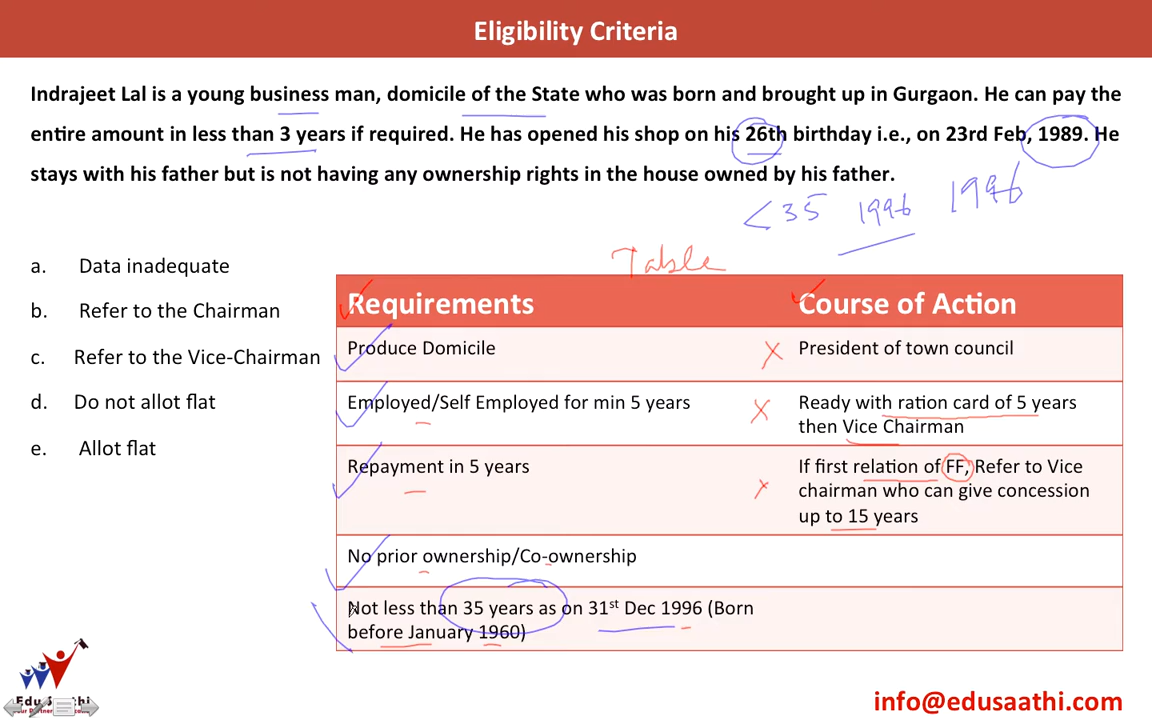 Eligibility Criteria
Indrajeet Lal is a young business man, domicile of the State who was born and brought up in Gurgaon. He can pay the
entire amount in less than 3 years if required. He has opened his shop on his 26th birthday i.e., on 23rd Feb, 1989. He
stays with his father but is not having any ownership rights in the house owned by his father.
<35 1996 1996
a. Data inadequate
b. Refer to the Chairman
c. Refer to the Vice-Chairman
d. Do not allot flat
e. Allot flat
Table
Requirements Course of Action
Produce Domicile President of town council
Employed/Self Employed for min 5 years Ready with ration card of 5 years
then Vice Chairman
Repayment in 5 years If first relation of FF, Refer to Vice
chairman who can give concession
up to 15 years
No prior ownership/Co-ownership
Not less than 35 years as on 31st Dec 1996 (Born
before January 1960)
Edu Saathi
info@edusaathi.com